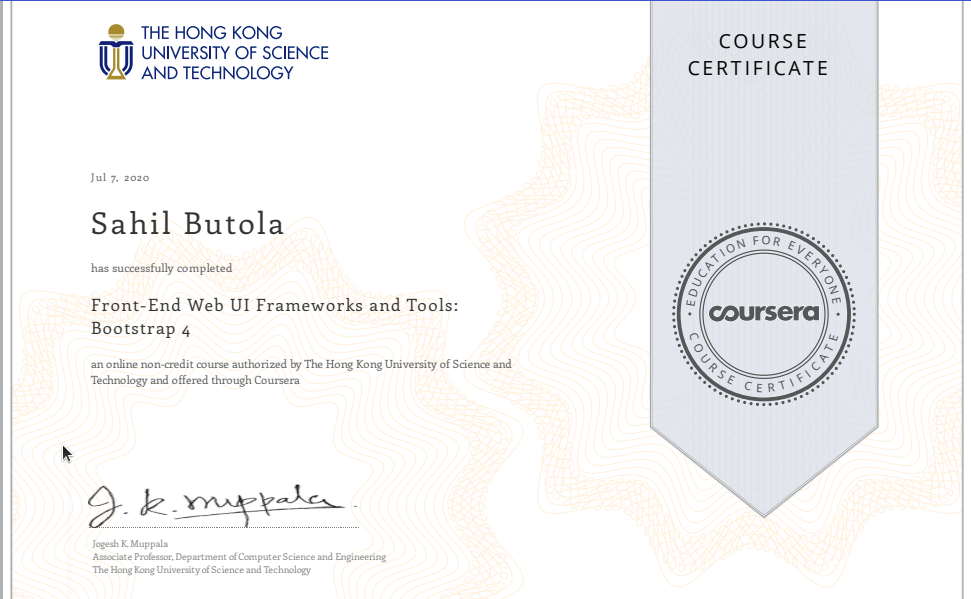 THE HONG KONG
UNIVERSITY OF SCIENCE
AND TECHNOLOGY
COURSE
CERTIFICATE
Jul 7, 2020
Sahil Butola
has successfully completed
Front-End Web UI Frameworks and Tools:
Bootstrap 4
an online non-credit course authorized by The Hong Kong University of Science and
Technology and offered through Coursera
EDUCATION FOR EVERYONE
coursera
COURSE CERTIFICATE
J. K. Muppala
Jogesh K. Muppala
Associate Professor, Department of Computer Science and Engineering
The Hong Kong University of Science and Technology